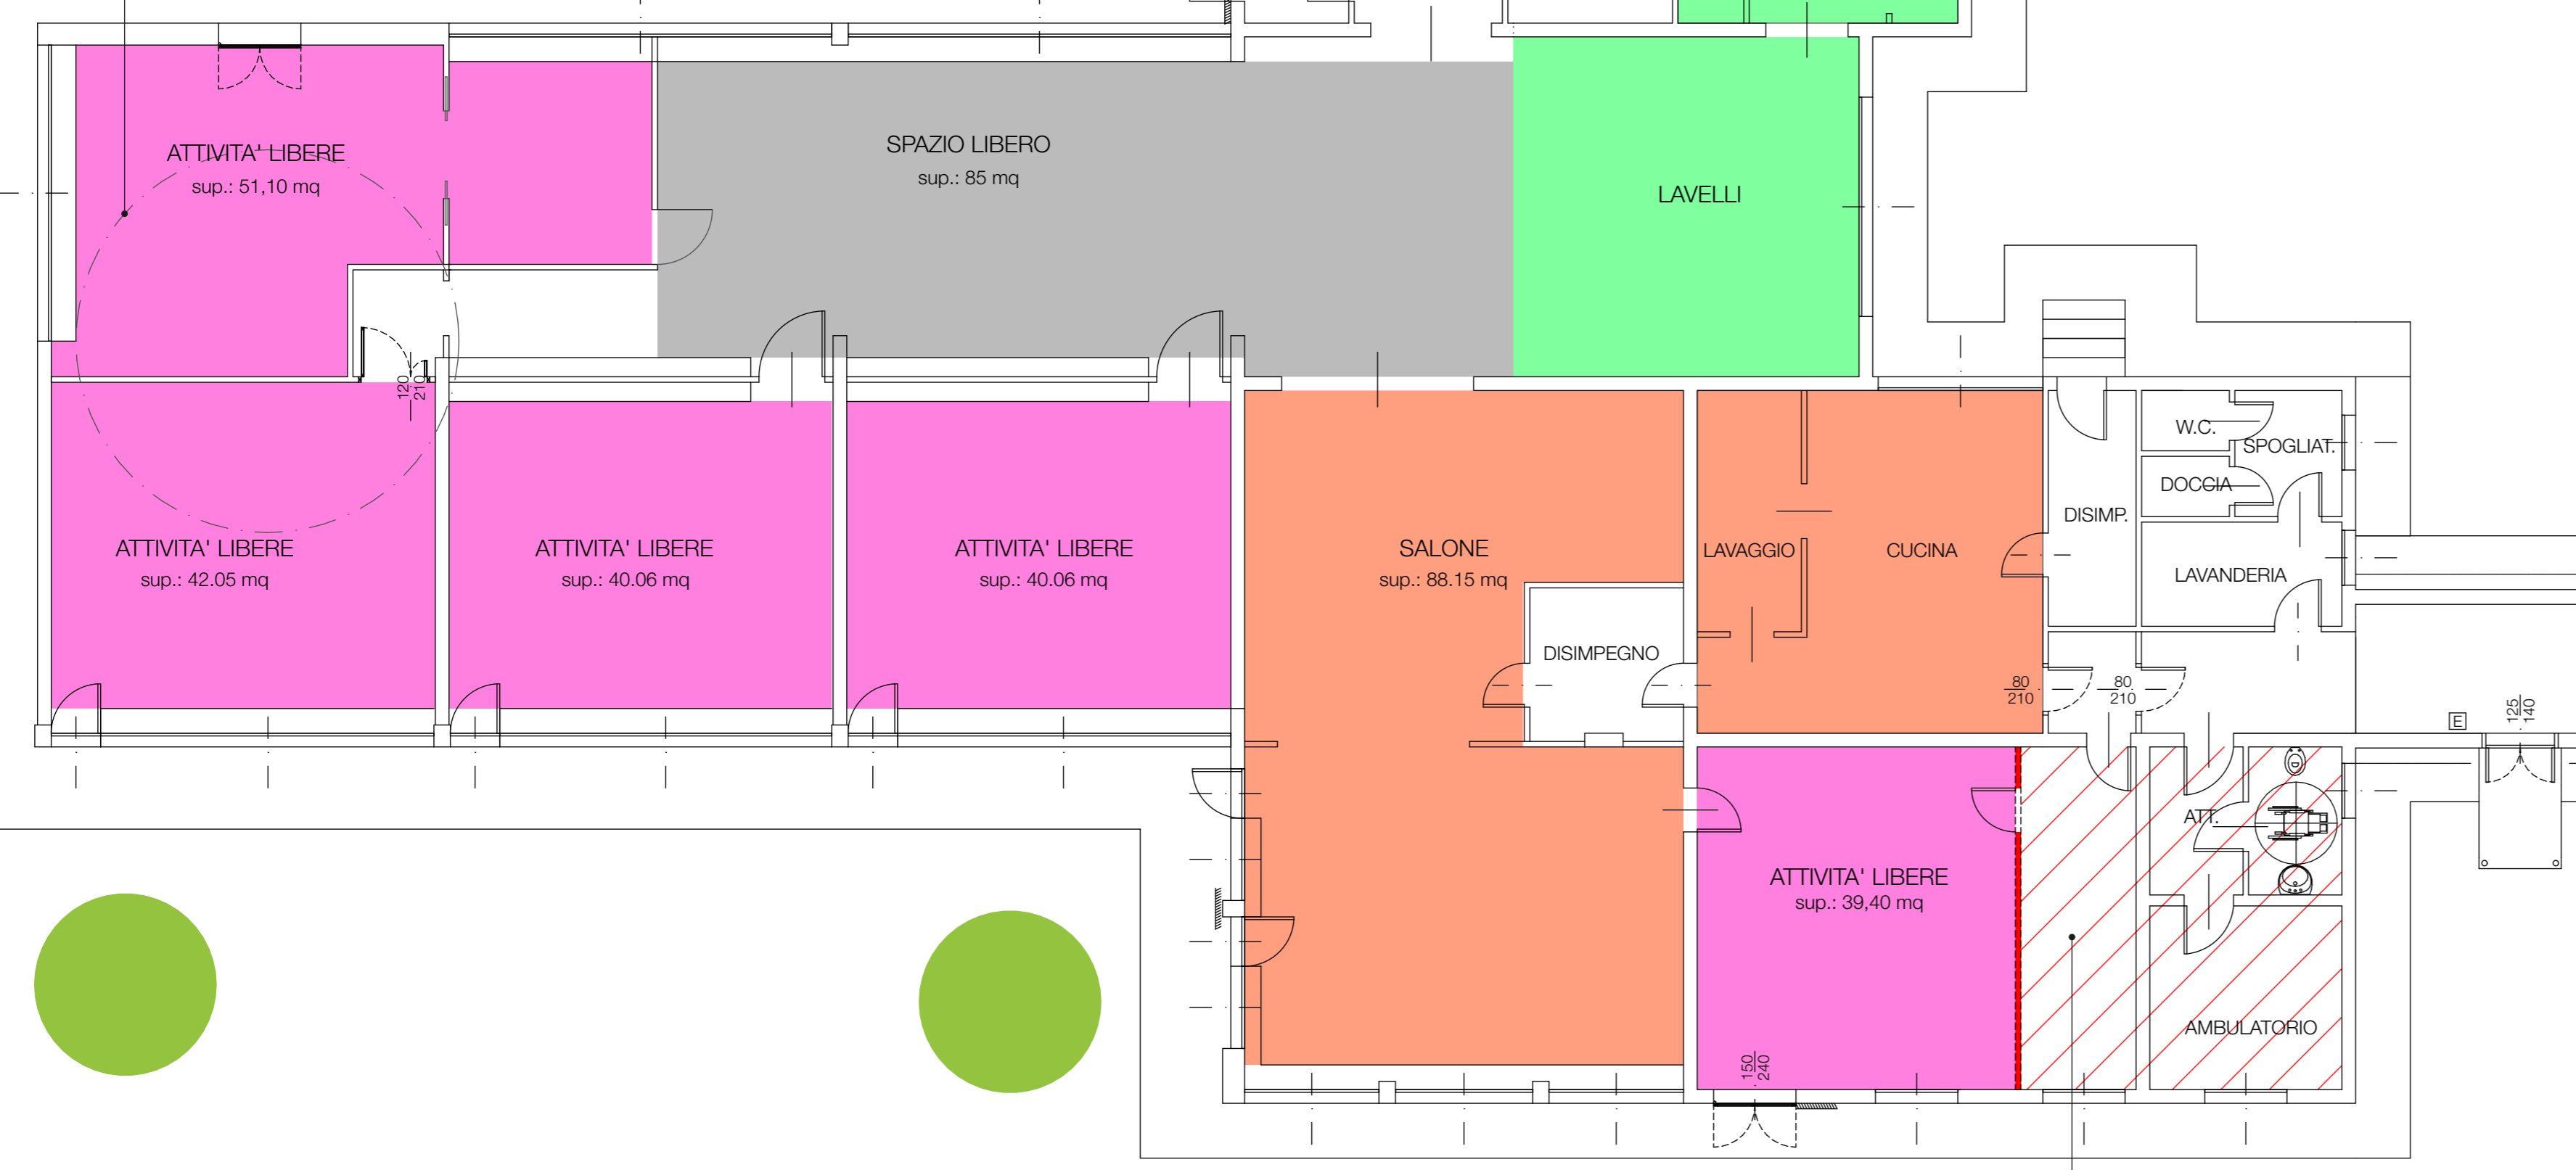 ATTIVITA' LIBERE
sup.: 51,10 mq
SPAZIO LIBERO
sup.: 85 mq
LAVELLI
120
210
W.C.
SPOGLIAT.
DOCCIA
DISIMP.
LAVANDERIA
ATTIVITA' LIBERE
sup.: 42.05 mq
ATTIVITA' LIBERE
sup.: 40.06 mq
ATTIVITA' LIBERE
sup.: 40.06 mq
SALONE
sup.: 88.15 mq
LAVAGGIO
CUCINA
DISIMPEGNO
80
210
80
210
E
125
140
ATT.
ATTIVITA' LIBERE
sup.: 39,40 mq
AMBULATORIO
150
240